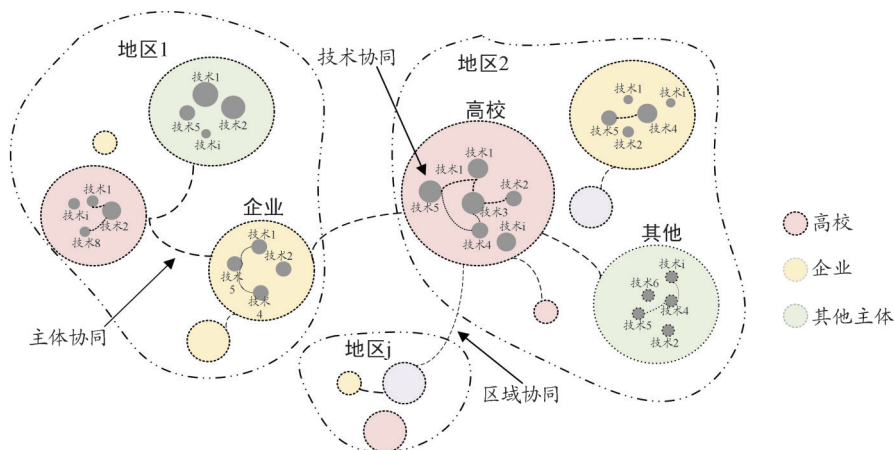 地区1
技术1
技术5
技术2
技术i
技术1
技术i
技术2
技术8
企业
技术1
技术2
技术
5
技术
4
主体协同
技术协同
地区2
高校
技术1
技术1
技术2
技术5
技术3
技术4
技术i
技术1
技术i
技术5
技术4
技术2
其他
技术i
技术6
技术4
技术5
技术2
地区j
区域协同
高校
企业
其他主体